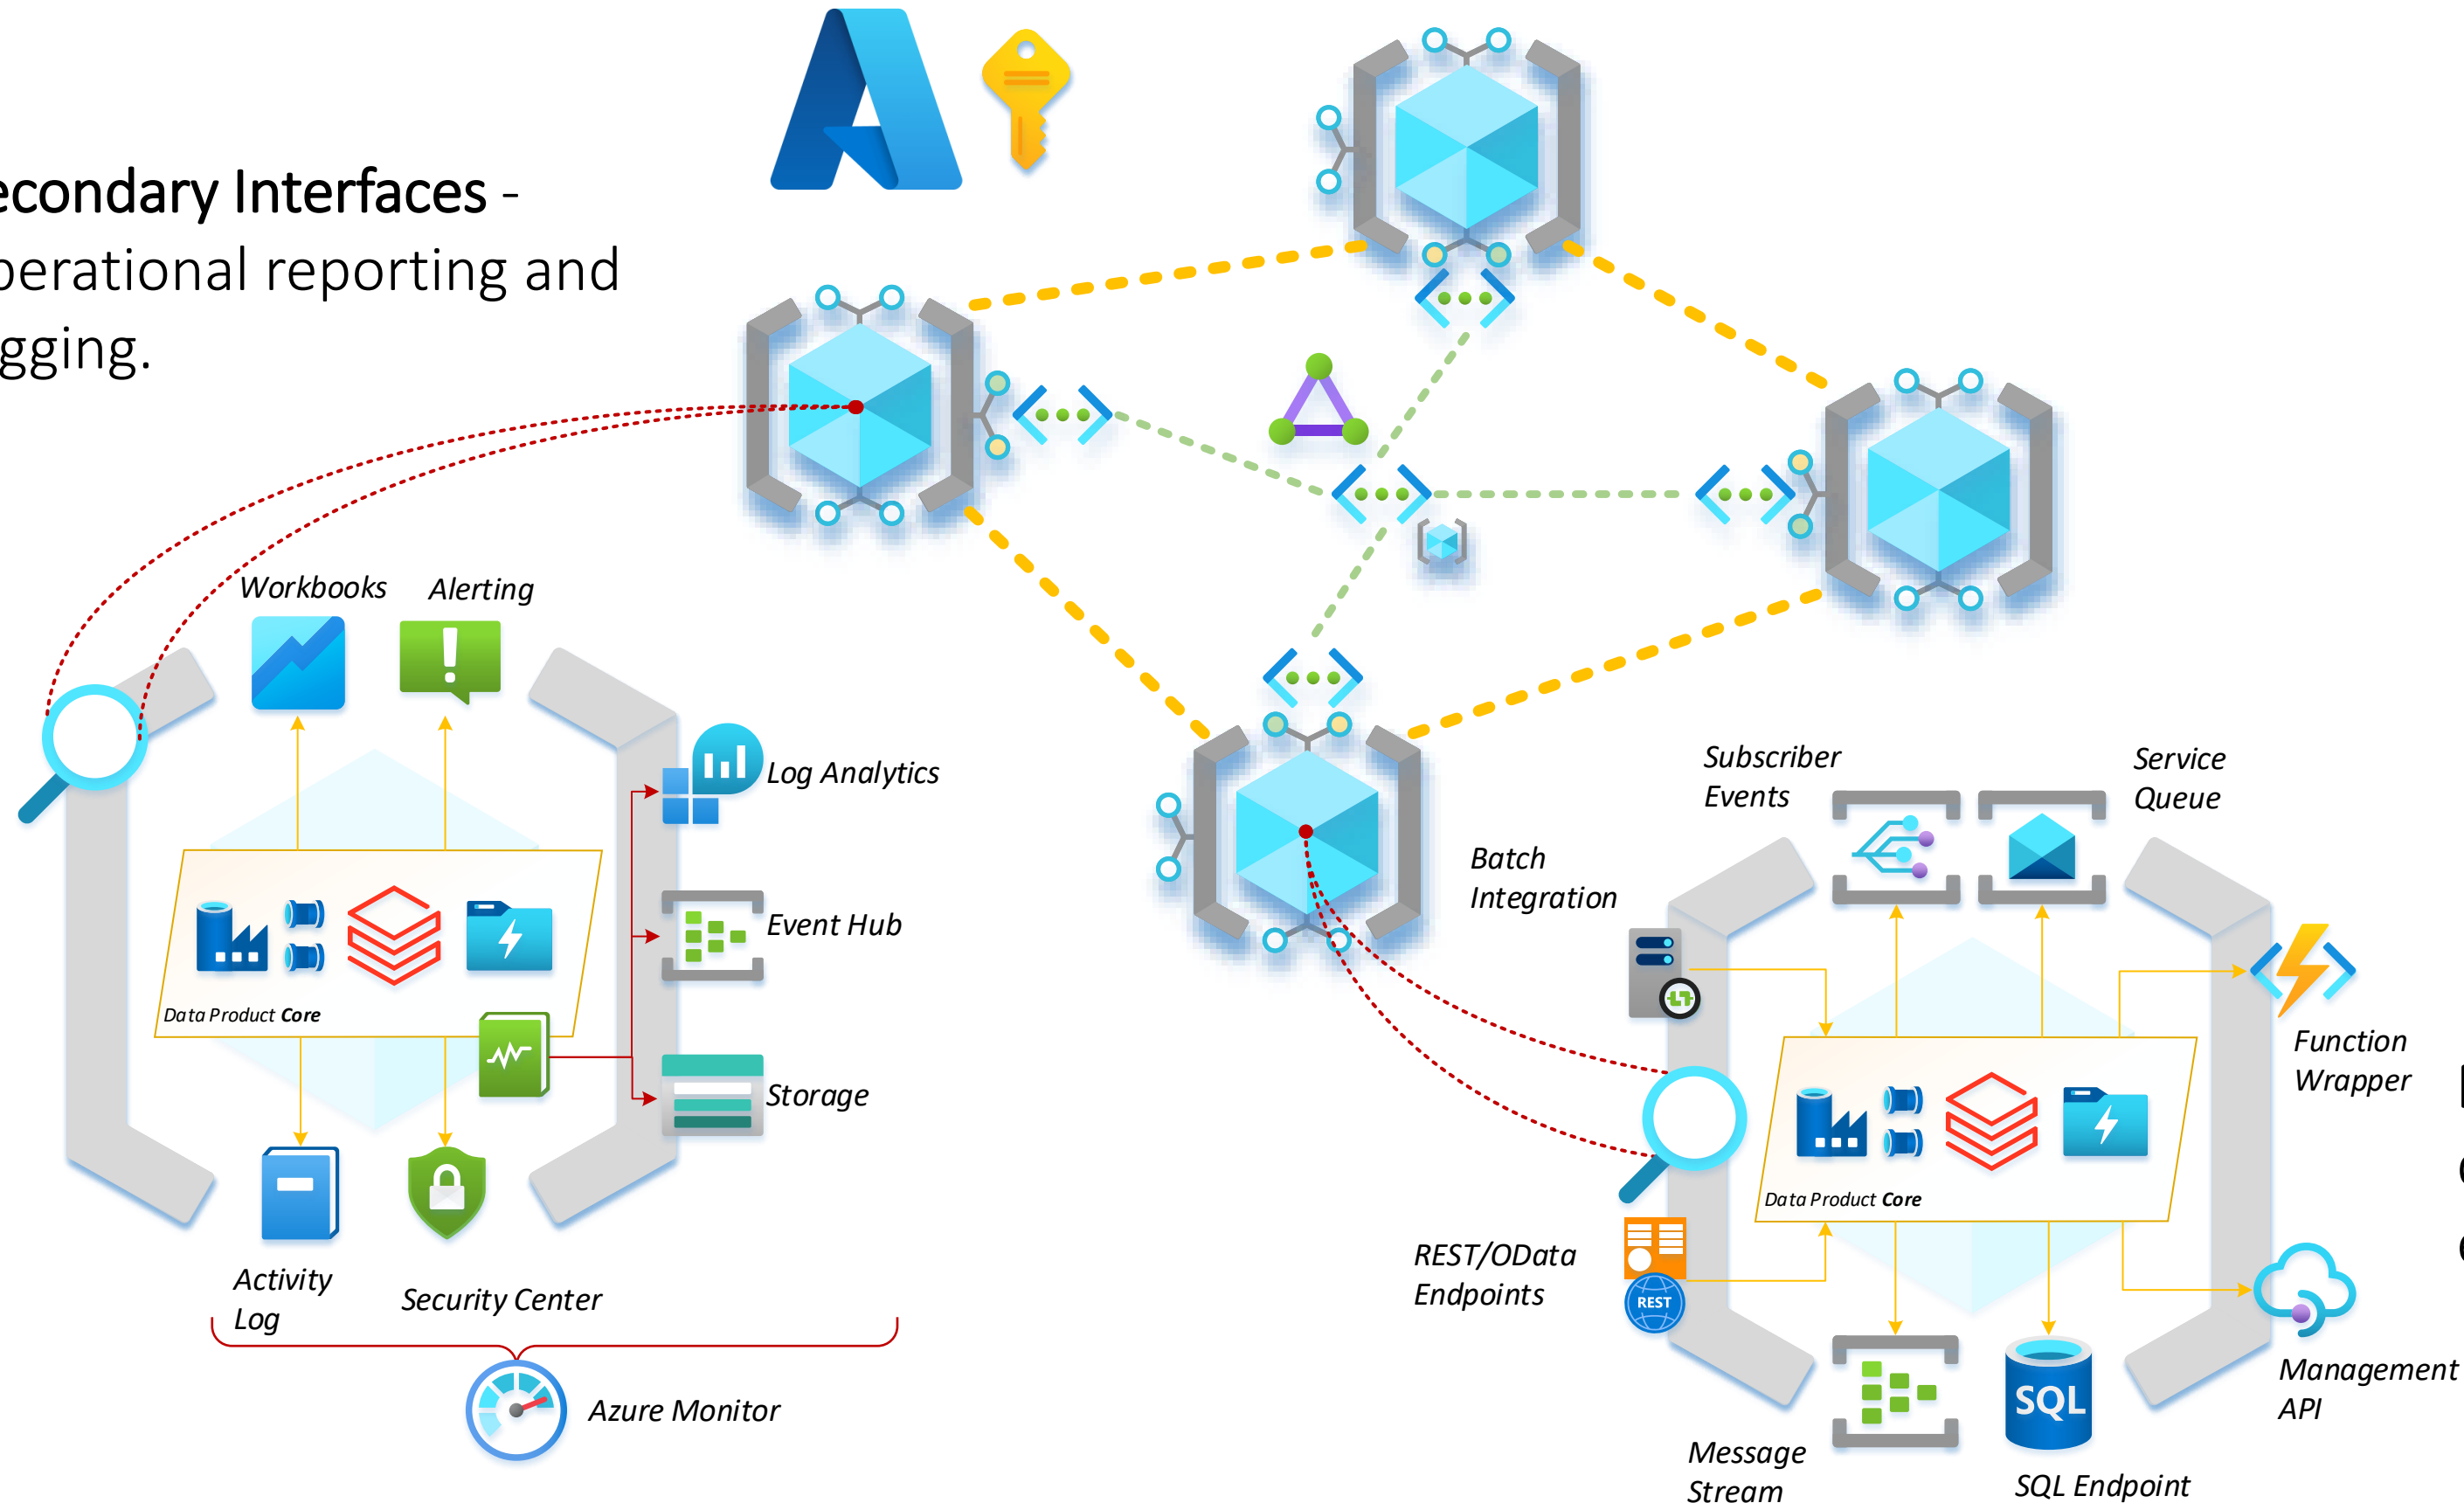 econdary Interfaces -
perational reporting and
gging.
Workbooks
Alerting
Log Analytics
Event Hub
Storage
Data Product Core
Activity
Log
Security Center
Azure Monitor
Subscriber
Events
Service
Queue
Batch
Integration
Function
Wrapper
Data Product Core
REST/OData
Endpoints
REST
Management
API
Message
Stream
SQL
SQL Endpoint